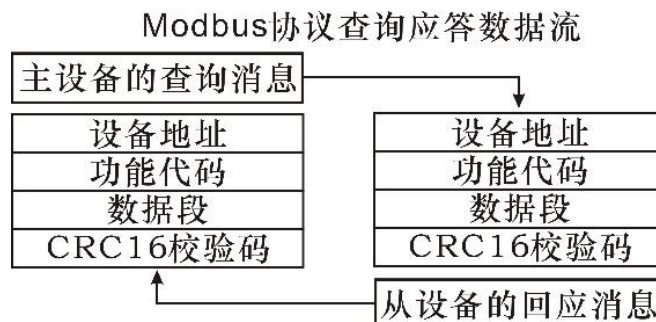 Modbus协议查询应答数据流
主设备的查询消息
设备地址
功能代码
数据段
CRC16校验码
设备地址
功能代码
数据段
CRC16校验码
从设备的回应消息